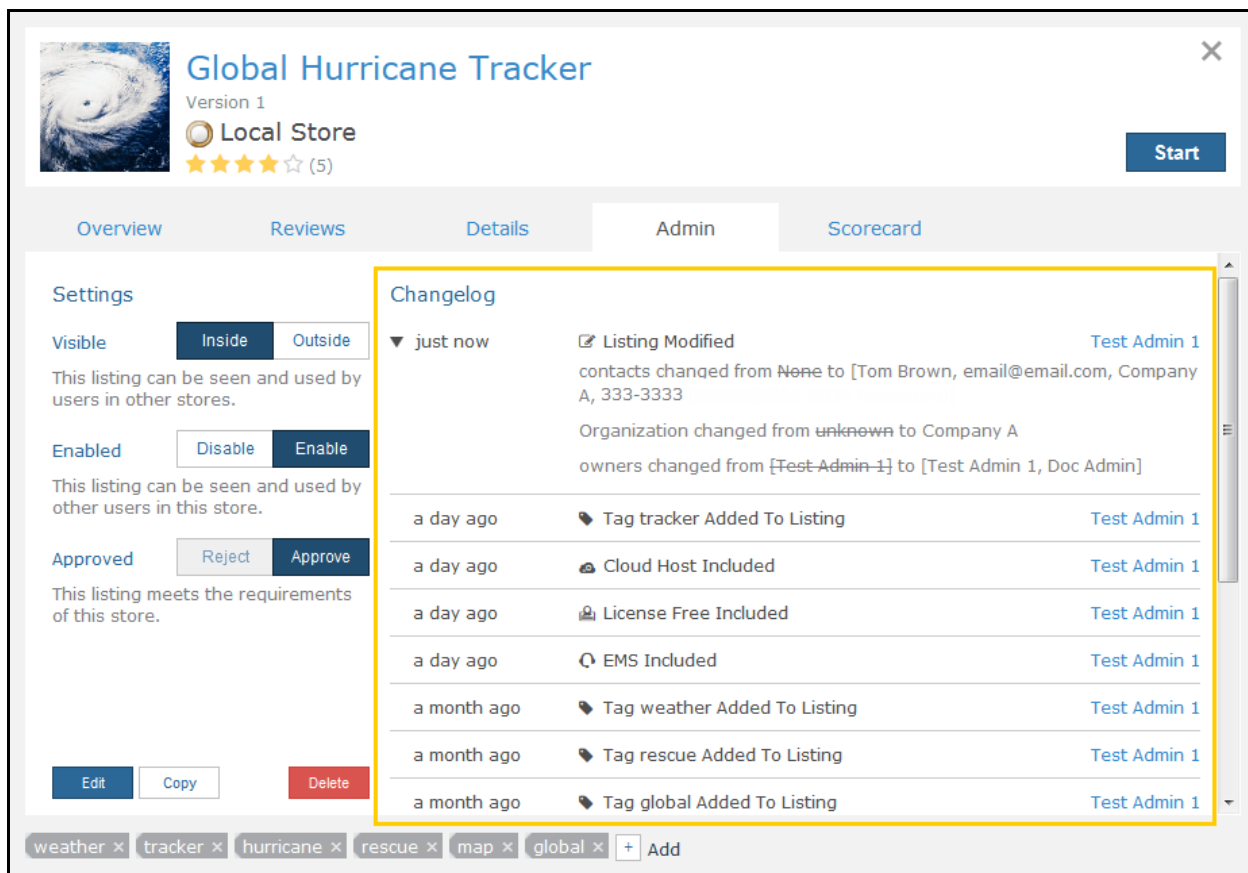 Global Hurricane Tracker
Version 1
Local Store
(5)
Start
Overview Reviews Details Admin Scorecard
Settings
Visible Inside Outside
This listing can be seen and used by
users in other stores.
Enabled Disable Enable
This listing can be seen and used by
other users in this store.
Approved Reject Approve
This listing meets the requirements
of this store.
Edit Copy Delete
Changelog
just now Listing Modified Test Admin 1
contacts changed from None to [Tom Brown, email@email.com, Company
A, 333-3333
Organization changed from unknown to Company A
owners changed from [Test Admin 1] to [Test Admin 1, Doc Admin]
a day ago Tag tracker Added To Listing Test Admin 1
a day ago Cloud Host Included Test Admin 1
a day ago License Free Included Test Admin 1
a day ago EMS Included Test Admin 1
a month ago Tag weather Added To Listing Test Admin 1
a month ago Tag rescue Added To Listing Test Admin 1
a month ago Tag global Added To Listing Test Admin 1
weather × tracker × hurricane × rescue × map × global × + Add